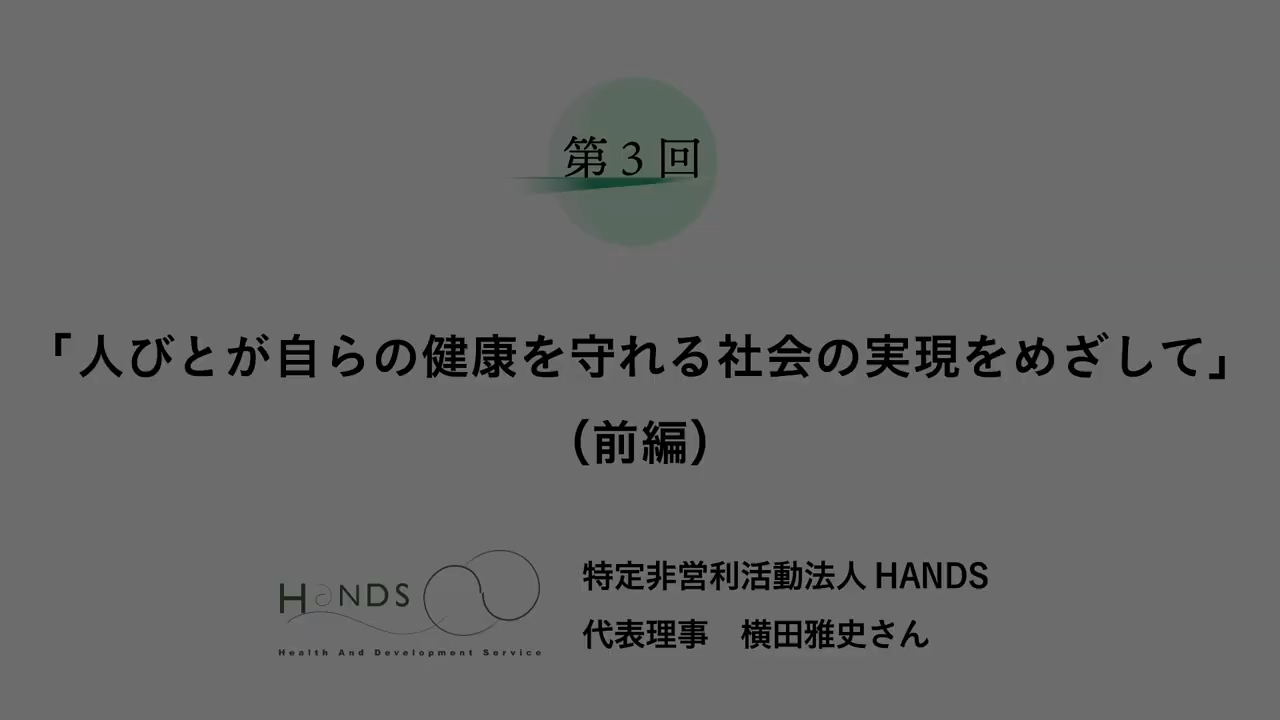 第3回
「人びとが自らの健康を守れる社会の実現をめざして」
（前編）
HANDS
Health And Development Service
特定非営利活動法人 HANDS
代表理事　横田雅史さん